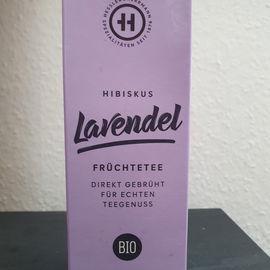 HIBISKUS
Lavendel
FRÜCHTETEE
DIREKT GEBRÜHT
FÜR ECHTEN
TEEGENUSS
BIO